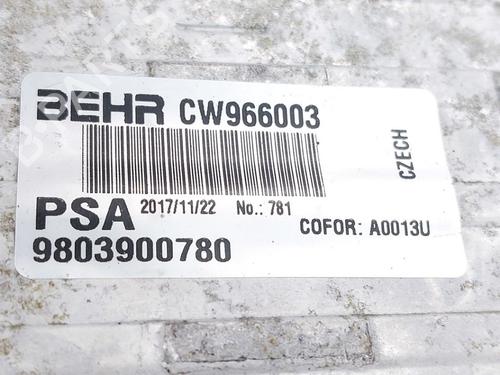 BEHR CW966003
CZECH
PSA 2017/11/22 No.: 781
COFOR: A0013U
9803900780